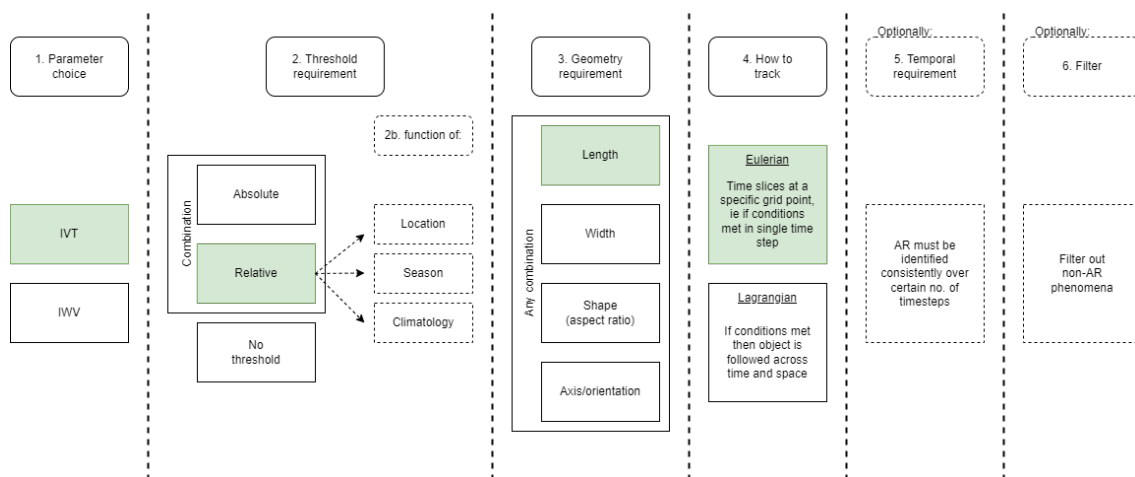 1. Parameter
choice
2. Threshold
requirement
2b. function of:
Combination
Absolute
Relative
No
threshold
Location
Season
Climatology
IVT
IWV
3. Geometry
requirement
Any combination
Length
Width
Shape
(aspect ratio)
Axis/orientation
4. How to
track
Eulerian
Time slices at a
specific grid point,
ie if conditions
met in single time
step
Lagrangian
If conditions met
then object is
followed across
time and space
Optionally:
5. Temporal
requirement
AR must be
identified
consistently over
certain no. of
timesteps
Optionally:
6. Filter
Filter out
non-AR
phenomena